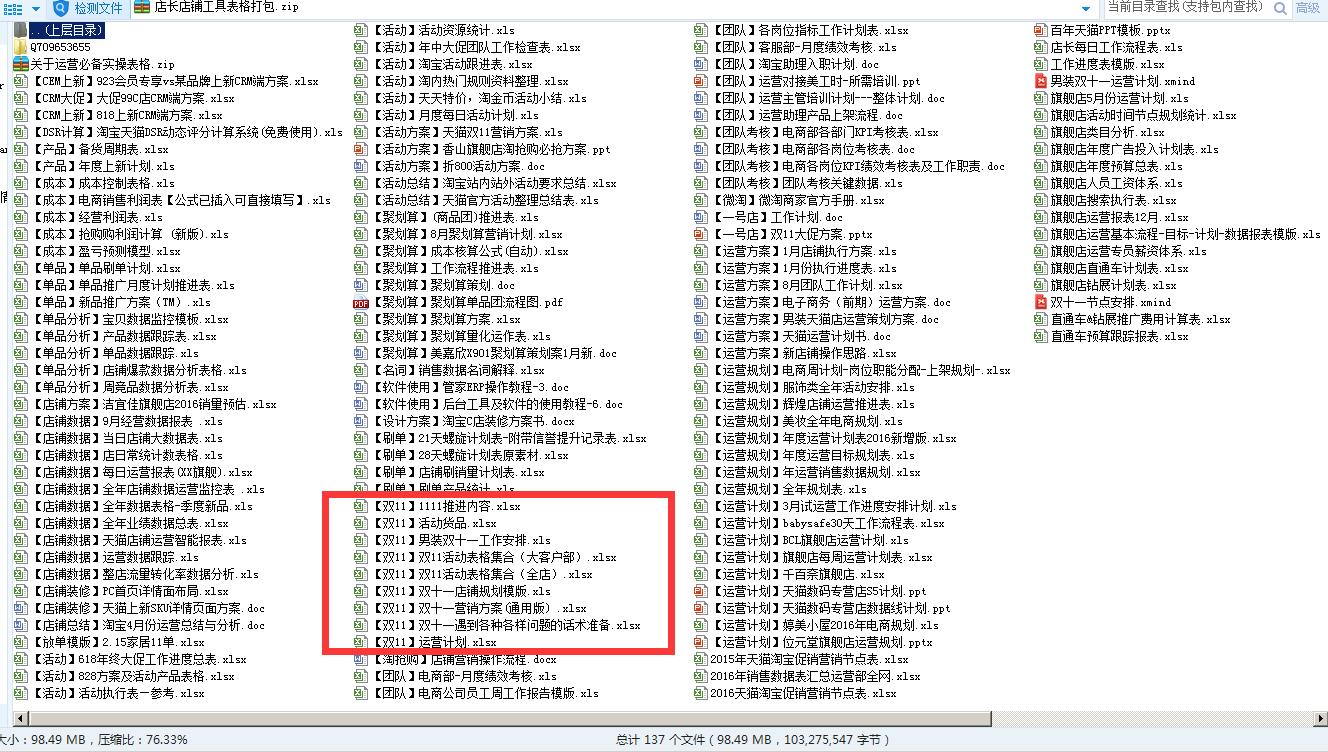 检测文件
店长店铺工具表格打包.zip
当前目录查找(支持包内查找)
高级
..(上层目录)
Q709653655
关于运营必备实操表格.zip
【CEM上新】923会员专享vs某品牌上新CRM端方案.xlsx
【CRM大促】大促99C店CRM端方案.xlsx
【CRM上新】818上新CRM端方案.xlsx
【DSR计算】淘宝天猫DSR动态评分计算系统(免费使用).xls
【产品】备货周期表.xls
【产品】年度上新计划.xls
【成本】成本控制表格.xls
【成本】电商销售利润表【公式已插入可直接填写】.xls
【成本】经营利润表.xls
【成本】抢购购利润计算 (新版).xls
【成本】盈亏预测模型.xlsx
【单品】单品刷单计划.xlsx
【单品】单品推广月度计划推进表.xls
【单品】新品推广方案（TM）.xls
【单品分析】宝贝数据监控模板.xlsx
【单品分析】产品数据跟踪表.xlsx
【单品分析】单品数据跟踪.xls
【单品分析】店铺爆款数据分析表格.xls
【单品分析】周竞品数据分析表.xlsx
【店铺方案】洁宜佳旗舰店2016销量预估.xlsx
【店铺数据】9月经营数据报表 .xls
【店铺数据】当日店铺大数据表.xls
【店铺数据】店日常统计数表格.xls
【店铺数据】每日运营报表(XX旗舰).xlsx
【店铺数据】全年店铺数据运营监控表 .xls
【店铺数据】全年数据表格-季度新品.xls
【店铺数据】全年业绩数据总表.xlsx
【店铺数据】天猫店铺运营智能报表.xls
【店铺数据】运营数据跟踪.xls
【店铺数据】整店流量转化率数据分析.xls
【店铺装修】PC首页详情页面布局.xlsx
【店铺装修】天猫上新SKU详情页面方案.doc
【店铺总结】淘宝4月份运营总结与分析.doc
【放单模版】2.15家居11单.xlsx
【活动】618年终大促工作进度总表.xlsx
【活动】828方案及活动产品表格.xlsx
【活动】活动执行表—参考.xlsx
【活动】活动资源统计.xls
【活动】年中大促团队工作检查表.xlsx
【活动】淘宝活动跟进表.xlsx
【活动】淘内热门规则资料整理.xlsx
【活动】天天特价，淘金币活动小结.xls
【活动】月度每日活动计划.xls
【活动方案】天猫双11营销方案.xls
【活动方案】香山旗舰店淘抢购必抢方案.ppt
【活动方案】折800活动方案.doc
【活动总结】淘宝站内站外活动要求总结.xlsx
【活动总结】天猫官方活动整理总结表.xls
【聚划算】(商品团)推进表.xls
【聚划算】8月聚划算营销计划.xls
【聚划算】成本核算公式(自动).xlsx
【聚划算】工作流程推进表.xls
【聚划算】聚划算策划.doc
【聚划算】聚划算单品团流程图.pdf
【聚划算】聚划算方案.xlsx
【聚划算】聚划算量化运作表.xls
【聚划算】美嘉欣X901聚划算策划案1月新.doc
【名词】销售数据名词解释.xlsx
【软件使用】管家ERP操作教程-3.doc
【软件使用】后台工具及软件的使用教程-6.doc
【设计方案】淘宝C店装修方案书.docx
【刷单】21天螺旋计划表-附带信誉提升记录表.xlsx
【刷单】28天螺旋计划表原素材.xlsx
【刷单】店铺刷销量计划表.xlsx
【刷单】刷单产品统计.xls
【双11】1111推进内容.xlsx
【双11】活动货品.xlsx
【双11】男装双十一工作安排.xls
【双11】双11活动表格集合（大客户部）.xlsx
【双11】双11活动表格集合（全店）.xlsx
【双11】双十一店铺规划模版.xls
【双11】双十一营销方案(通用版）.xlsx
【双11】双十一遇到各种各样问题的话术准备.xlsx
【双11】运营计划.xlsx
【淘抢购】店铺营销操作流程.docx
【团队】电商部-月度绩效考核.xls
【团队】电商公司员工周工作报告模版.xls
【团队】各岗位指标工作计划表.xlsx
【团队】客服部-月度绩效考核.xls
【团队】淘宝助理入职计划.doc
【团队】运营对接美工时-所需培训.ppt
【团队】运营主管培训计划---整体计划.doc
【团队】运营助理产品上架流程.doc
【团队考核】电商部各部门KPI考核表.xlsx
【团队考核】电商部各岗位考核表.doc
【团队考核】电商各岗位KPI绩效考核表及工作职责.doc
【团队考核】团队考核关键数据.xls
【微淘】微淘商家官方手册.xlsx
【一号店】工作计划.doc
【一号店】双11大促方案.pptx
【运营方案】1月店铺执行方案.xls
【运营方案】1月份执行进度表.xlsx
【运营方案】8月团队工作计划.xlsx
【运营方案】电子商务（前期）运营方案.doc
【运营方案】男装天猫店运营策划方案.doc
【运营方案】天猫运营计划书.doc
【运营方案】新店铺操作思路.xlsx
【运营规划】电商周计划-岗位职能分配-上架规划-.xlsx
【运营规划】服饰类全年活动安排.xls
【运营规划】辉煌店铺运营推进表.xls
【运营规划】美妆全年电商规划.xls
【运营规划】年度运营计划表2016新增版.xlsx
【运营规划】年度运营目标规划表.xls
【运营规划】年运营销售数据规划.xlsx
【运营规划】全年规划表.xls
【运营计划】3月试运营工作进度安排计划.xlsx
【运营计划】babysafe30天工作流程表.xlsx
【运营计划】BCL旗舰店运营计划.xls
【运营计划】旗舰店每周运营计划表.xlsx
【运营计划】千百奈旗舰店.xlsx
【运营计划】天猫数码专营店S5计划.ppt
【运营计划】天猫数码专营店数据线计划.ppt
【运营计划】婷美小屋2016年电商规划.xls
【运营计划】位元堂旗舰店运营规划.pptx
2015年天猫淘宝促销营销节点表.xlsx
2016年销售数据表汇总运营部全网.xlsx
2016天猫淘宝促销营销节点表.xlsx
百年天猫PPT模板.pptx
店长每日工作流程表.xls
工作进度表模版.xlsx
男装双十一运营计划.xmind
旗舰店5月份运营计划.xls
旗舰店活动时间节点规划统计.xlsx
旗舰店类目分析.xlsx
旗舰店年度广告投入计划表.xls
旗舰店年度预算总表.xls
旗舰店人员工资体系.xls
旗舰店搜索执行表.xlsx
旗舰店运营报表12月.xlsx
旗舰店运营基本流程-目标-计划-数据报表模版.xls
旗舰店运营专员薪资体系.xls
旗舰店直通车计划表.xlsx
旗舰店钻展计划表.xlsx
双十一节点安排.xmind
直通车&钻展推广费用计算表.xlsx
直通车预算跟踪报表.xlsx
大小：98.49 MB，压缩比：76.33%
总计 137 个文件（98.49 MB，103,275,547 字节）